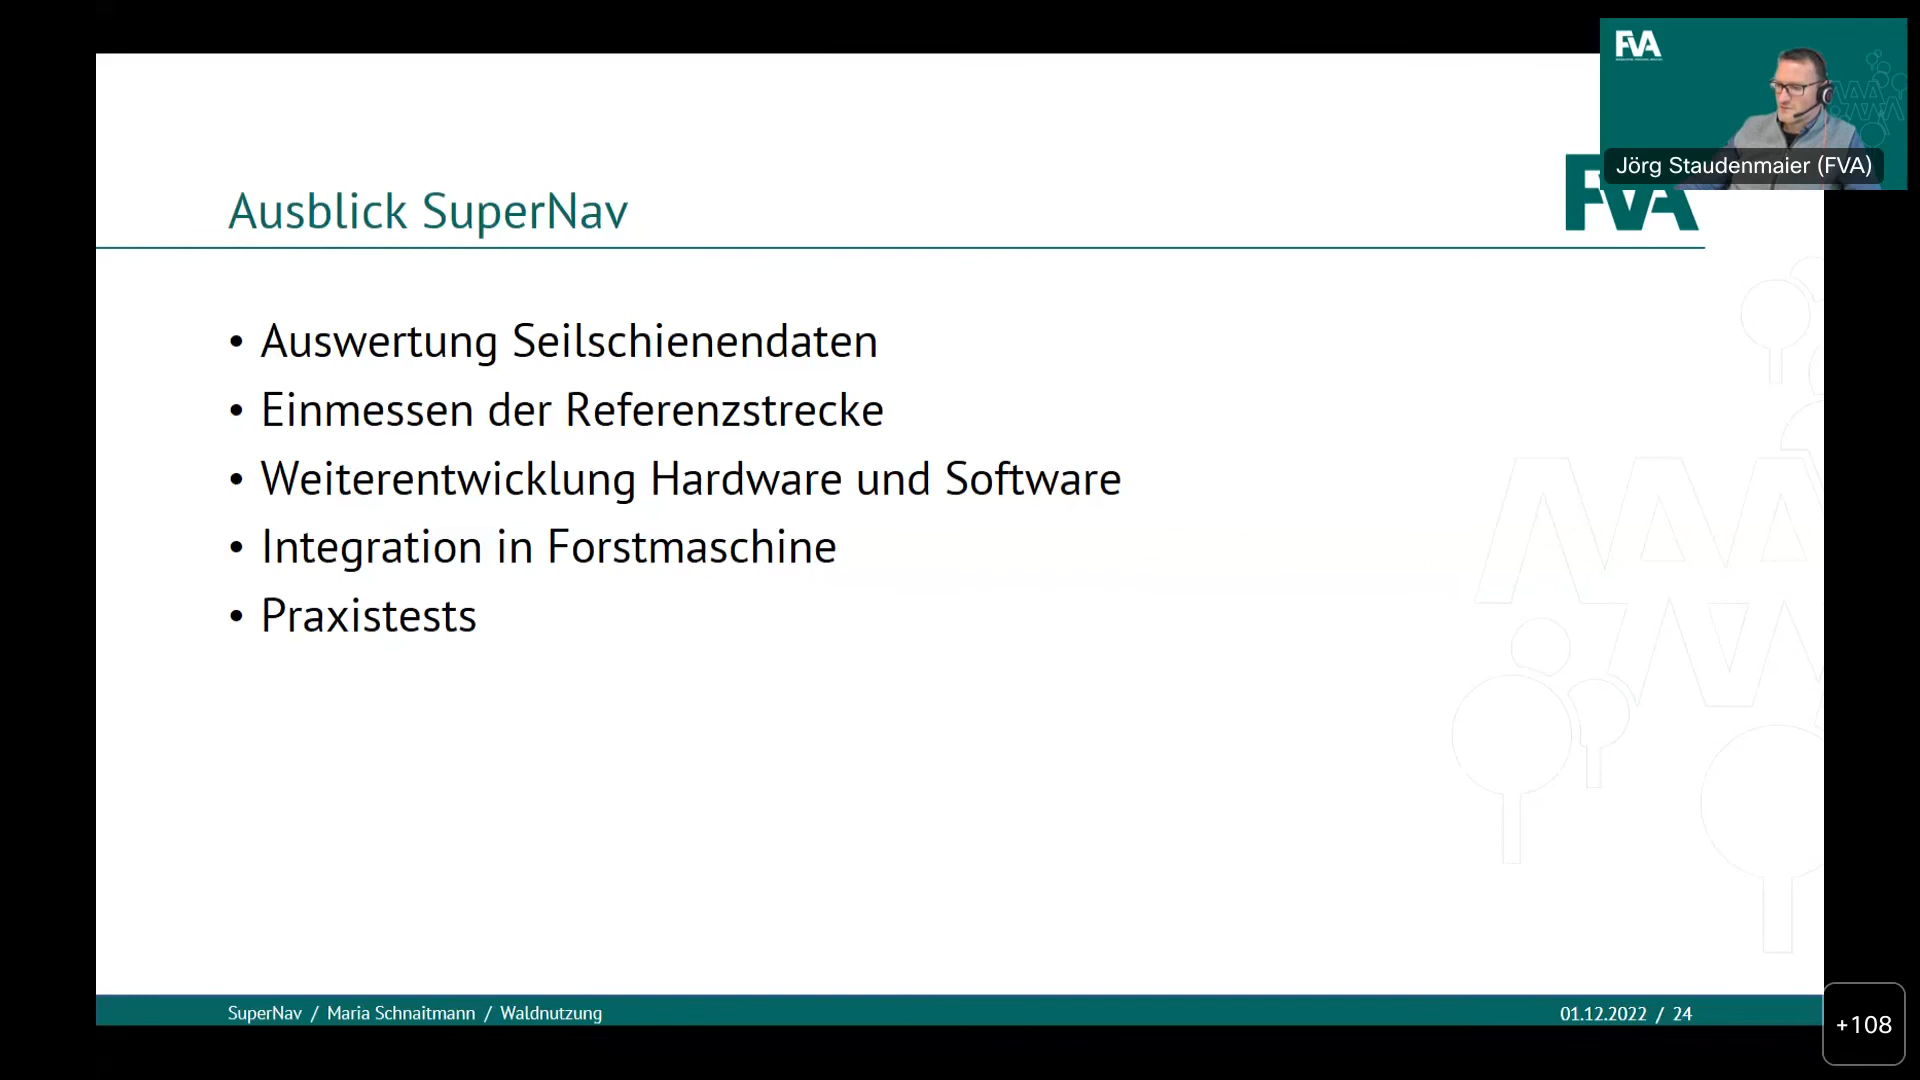 FVA
Jörg Staudenmaier (FVA)
FVA
Ausblick SuperNav
• Auswertung Seilschienendaten
• Einmessen der Referenzstrecke
• Weiterentwicklung Hardware und Software
• Integration in Forstmaschine
• Praxistests
SuperNav / Maria Schnaitmann / Waldnutzung
01.12.2022 / 24
+108